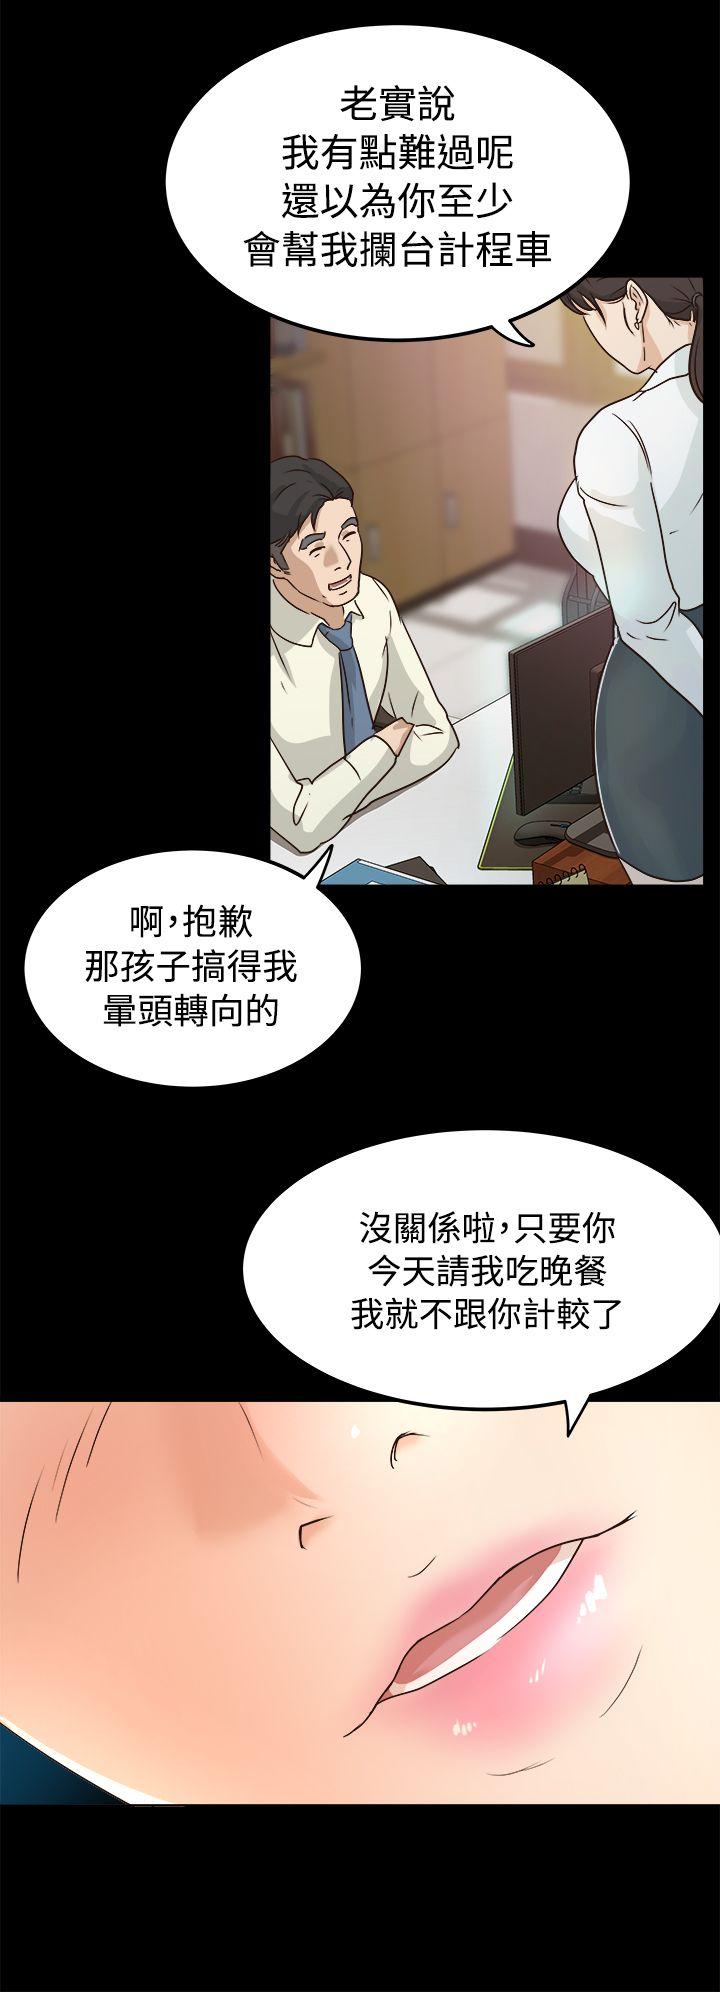 老實說
我有點難過呢
還以為你至少
會幫我攔台計程車
啊,抱歉
那孩子搞得我
暈頭轉向的
沒關係啦,只要你
今天請我吃晚餐
我就不跟你計較了